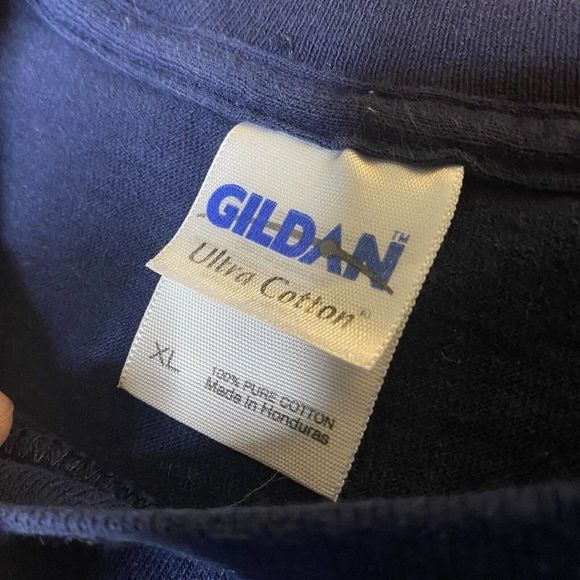 GILDAN™
Ultra Cotton®
XL
100% PURE COTTON
Made In Honduras